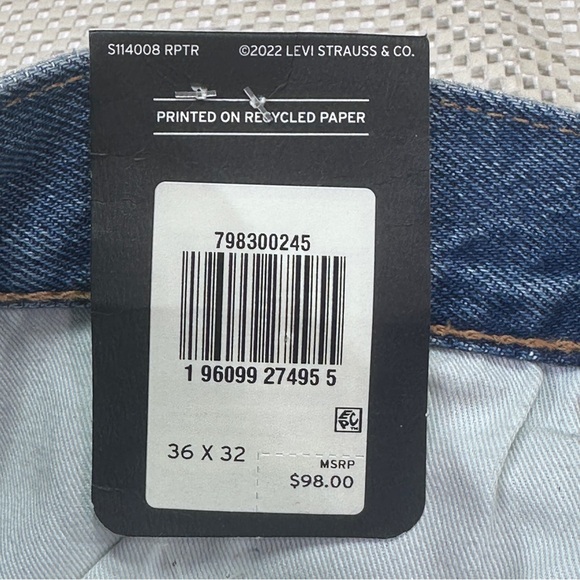 S114008 RPTR ©2022 LEVI STRAUSS & CO.
PRINTED ON RECYCLED PAPER
798300245
1 96099 27495 5
EPC™
36 X 32
MSRP
$98.00